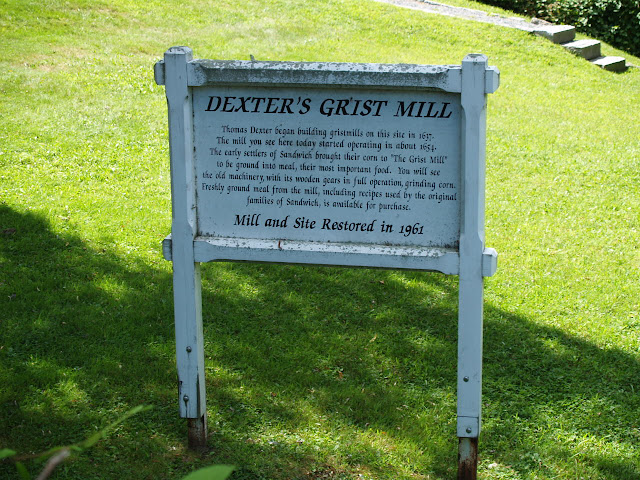 DEXTER'S GRIST MILL
Thomas Dexter began building gristmills on this site in 1637.
The mill you see here today started operating in about 1654.
The early settlers of Sandwich brought their corn to "The Grist Mill"
to be ground into meal, their most important food. You will see
the old machinery, with its wooden gears in full operation, grinding corn.
Freshly ground meal from the mill, including recipes used by the original
families of Sandwich, is available for purchase.
Mill and Site Restored in 1961